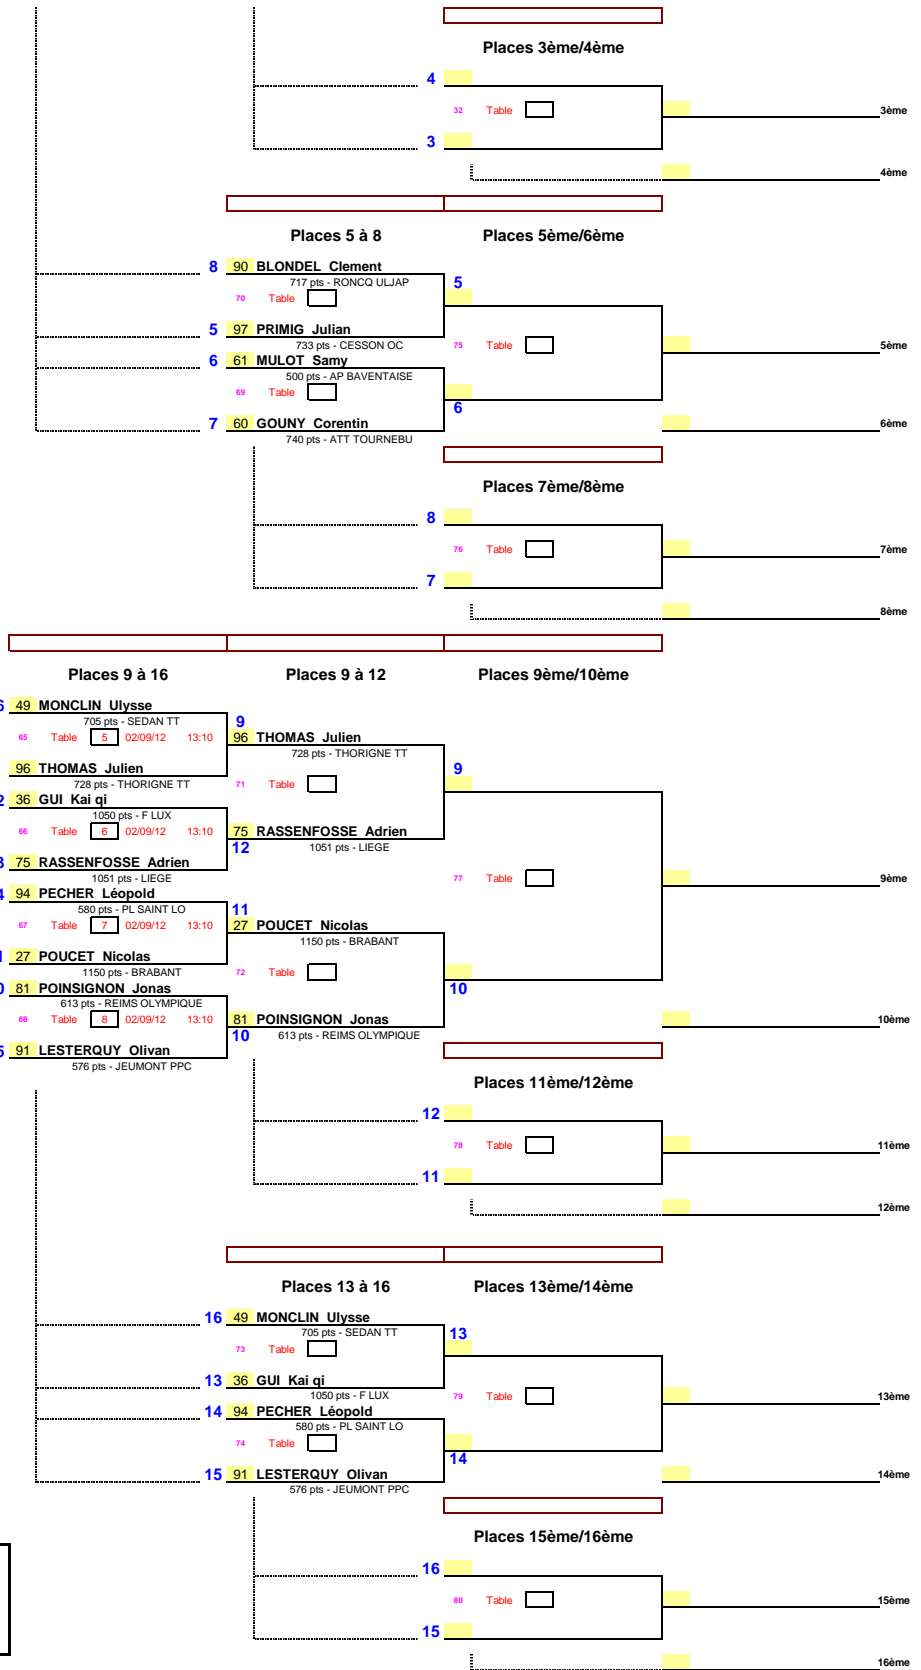 Places 3ème/4ème
4
32 Table
3ème
3
4ème
Places 5 à 8 Places 5ème/6ème
8 90 BLONDEL Clement
717 pts - RONCQ ULJAP 5
70 Table
5 97 PRIMIG Julian
733 pts - CESSON OC 75 Table 5ème
6 61 MULOT Samy
500 pts - AP BAVENTAISE
69 Table
6
7 60 GOUNY Corentin 6ème
740 pts - ATT TOURNEBU
Places 7ème/8ème
8
76 Table 7ème
7
8ème
Places 9 à 16 Places 9 à 12 Places 9ème/10ème
6 49 MONCLIN Ulysse
705 pts - SEDAN TT 9
65 Table 5 02/09/12 13:10 96 THOMAS Julien
728 pts - THORIGNE TT
96 THOMAS Julien 9
728 pts - THORIGNE TT 71 Table
2 36 GUI Kai qi
1050 pts - F LUX
66 Table 6 02/09/12 13:10 75 RASSENFOSSE Adrien
12 1051 pts - LIEGE
3 75 RASSENFOSSE Adrien
1051 pts - LIEGE 77 Table 9ème
4 94 PECHER Léopold
580 pts - PL SAINT LO 11
67 Table 7 02/09/12 13:10 27 POUCET Nicolas
1150 pts - BRABANT
27 POUCET Nicolas
1150 pts - BRABANT 72 Table
0 81 POINSIGNON Jonas 10
613 pts - REIMS OLYMPIQUE
68 Table 8 02/09/12 13:10 81 POINSIGNON Jonas 10ème
10 613 pts - REIMS OLYMPIQUE
5 91 LESTERQUY Olivan
576 pts - JEUMONT PPC
Places 11ème/12ème
12
78 Table 11ème
11
12ème
Places 13 à 16 Places 13ème/14ème
16 49 MONCLIN Ulysse
705 pts - SEDAN TT 13
73 Table
13 36 GUI Kai qi
1050 pts - F LUX 79 Table 13ème
14 94 PECHER Léopold
580 pts - PL SAINT LO
74 Table
14
15 91 LESTERQUY Olivan 14ème
576 pts - JEUMONT PPC
Places 15ème/16ème
16
80 Table 15ème
15
16ème